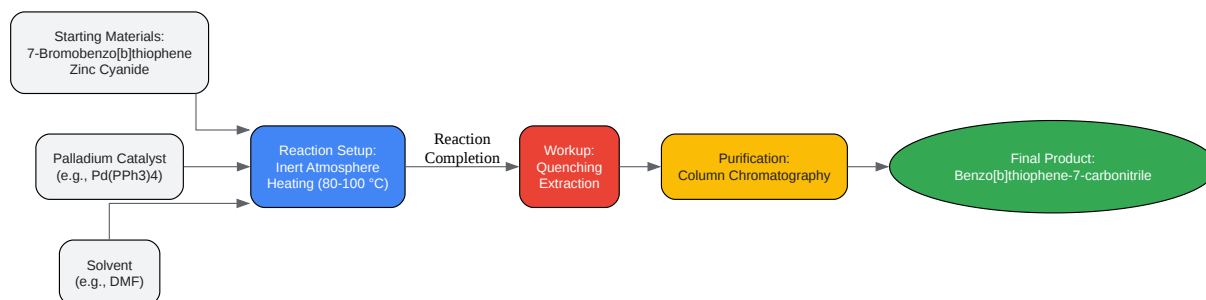 Starting Materials:
7-Bromobenzo[b]thiophene
Zinc Cyanide
Palladium Catalyst
(e.g., Pd(PPh3)4)
Solvent
(e.g., DMF)
Reaction Setup:
Inert Atmosphere
Heating (80-100 °C)
Reaction
Completion
Workup:
Quenching
Extraction
Purification:
Column Chromatography
Final Product:
Benzo[b]thiophene-7-carbonitrile